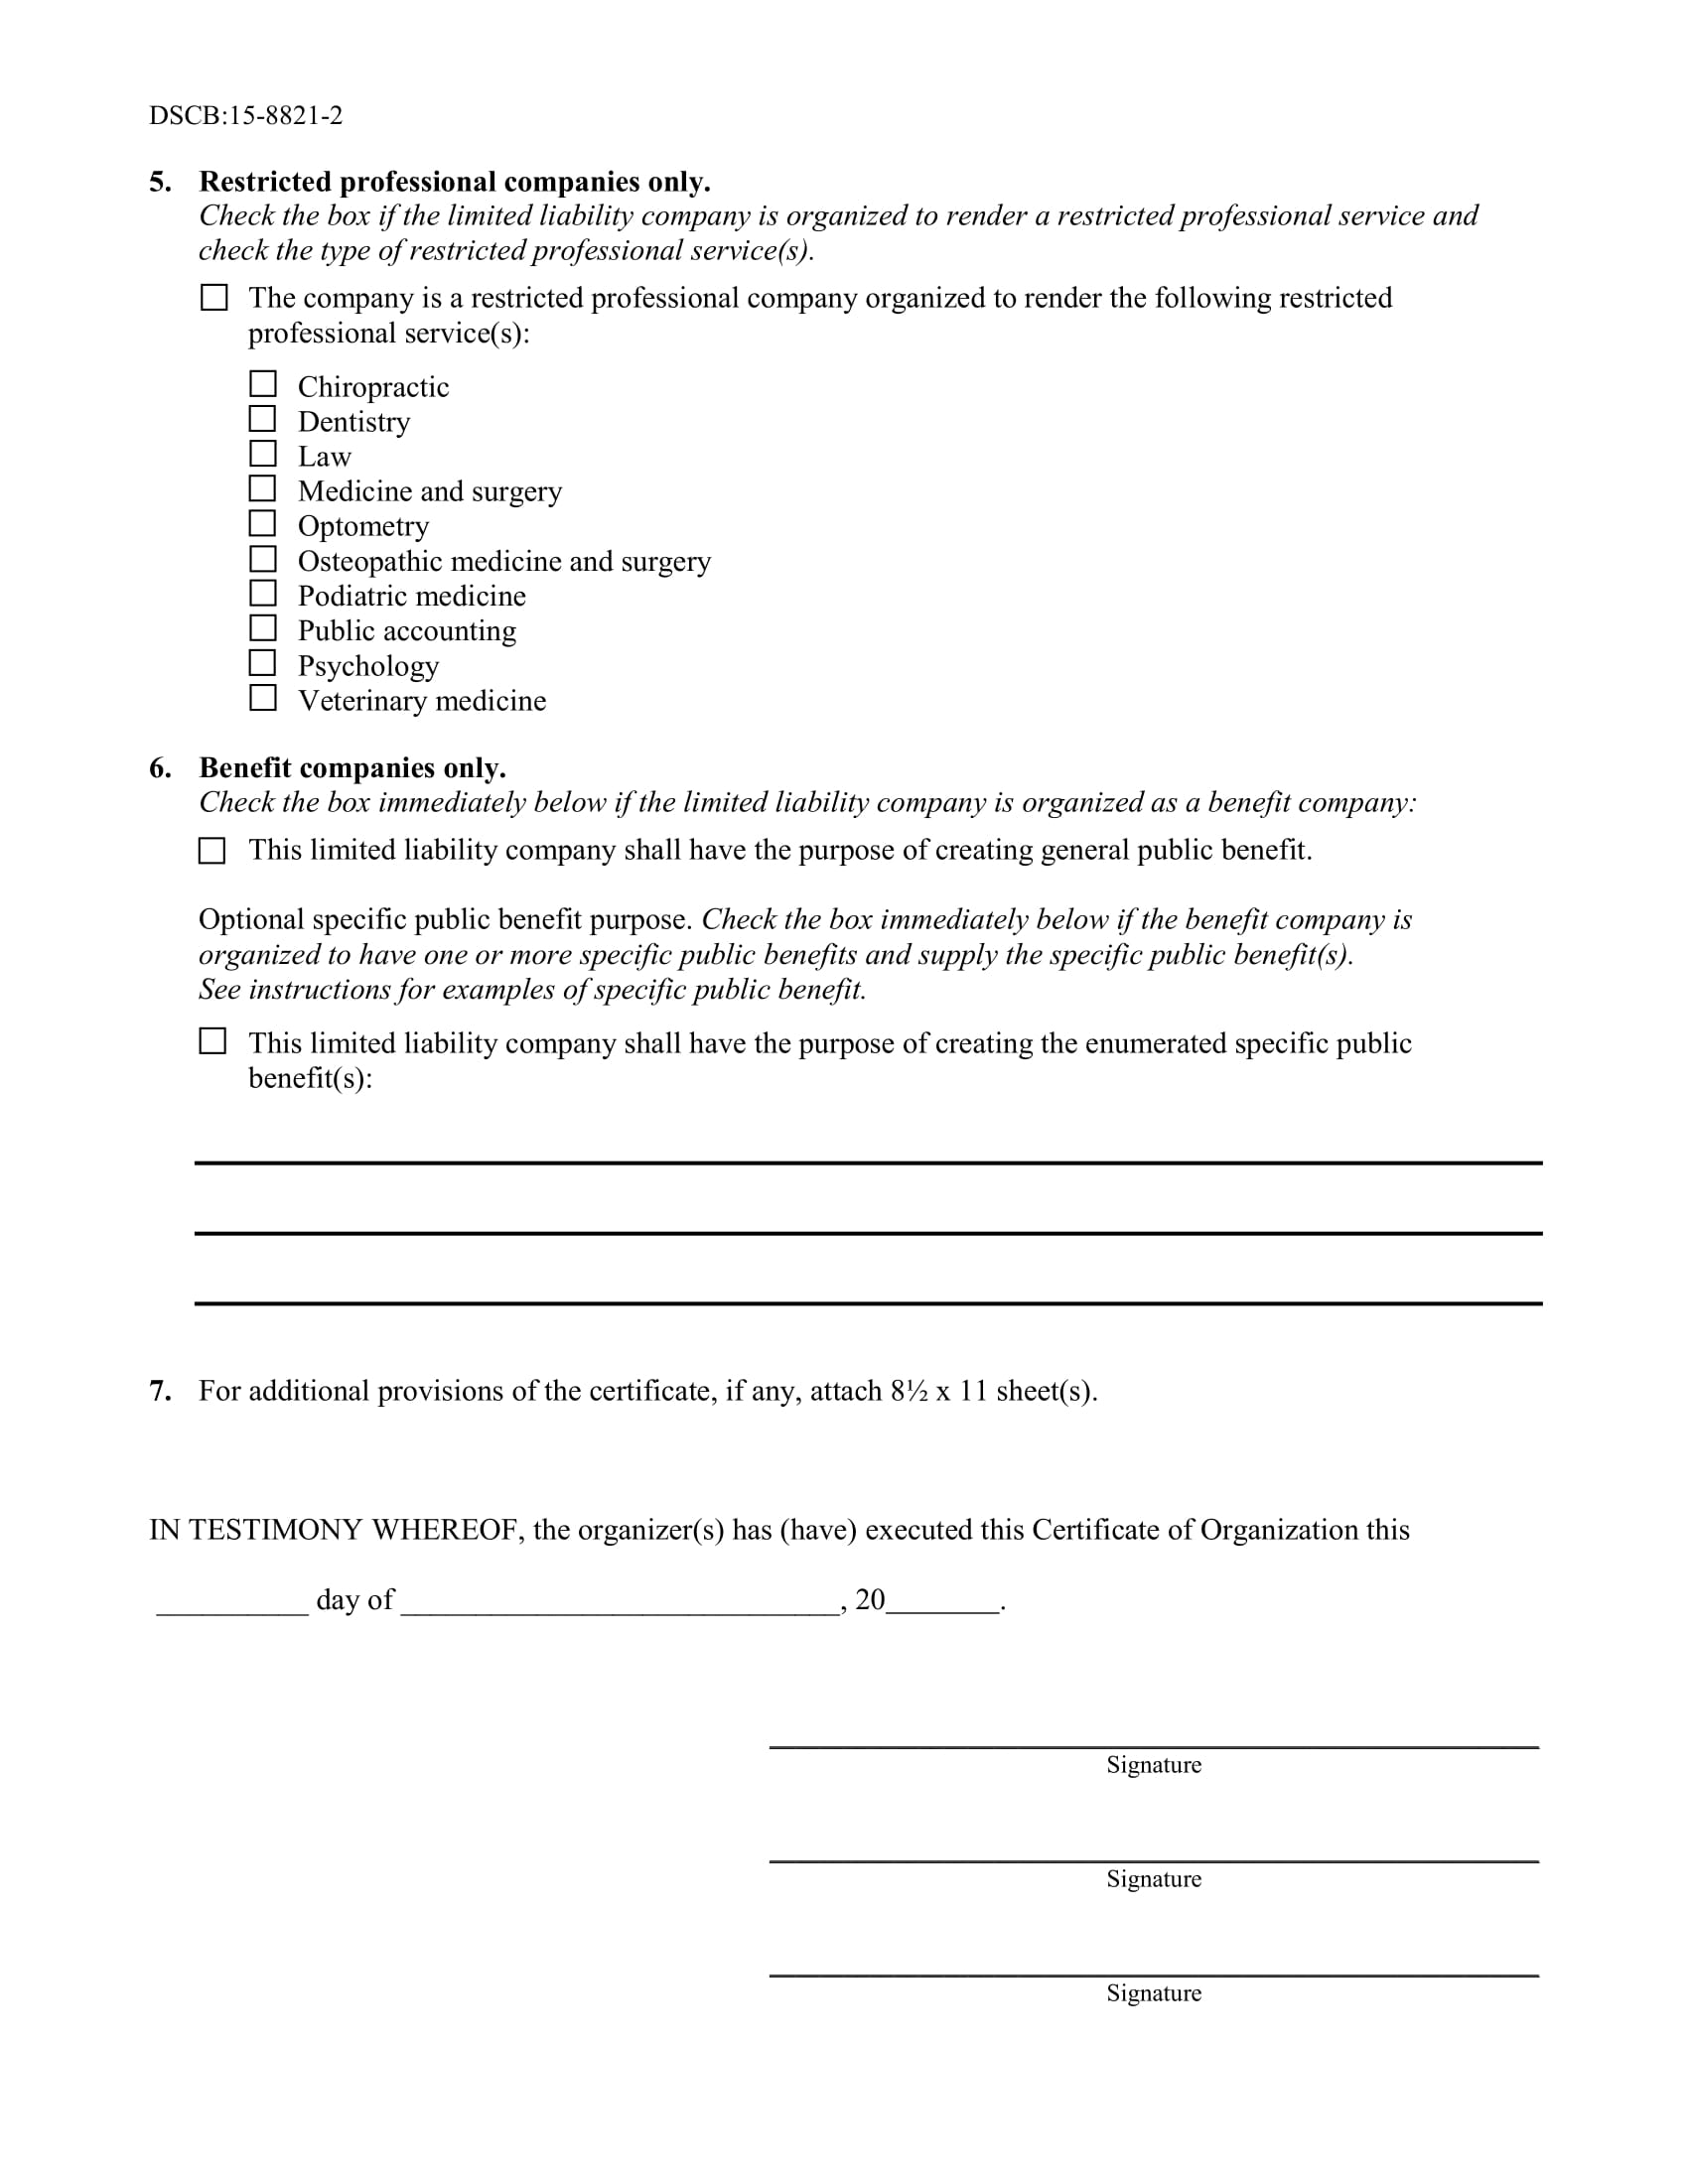 DSCB:15-8821-2
5. Restricted professional companies only.
Check the box if the limited liability company is organized to render a restricted professional service and
check the type of restricted professional service(s).
The company is a restricted professional company organized to render the following restricted
professional service(s):
Chiropractic
Dentistry
Law
Medicine and surgery
Optometry
Osteopathic medicine and surgery
Podiatric medicine
Public accounting
Psychology
Veterinary medicine
6. Benefit companies only.
Check the box immediately below if the limited liability company is organized as a benefit company:
This limited liability company shall have the purpose of creating general public benefit.
Optional specific public benefit purpose. Check the box immediately below if the benefit company is
organized to have one or more specific public benefits and supply the specific public benefit(s).
See instructions for examples of specific public benefit.
This limited liability company shall have the purpose of creating the enumerated specific public
benefit(s):
7. For additional provisions of the certificate, if any, attach 8½ x 11 sheet(s).
IN TESTIMONY WHEREOF, the organizer(s) has (have) executed this Certificate of Organization this
__________ day of _____________________________, 20_______.
Signature
Signature
Signature